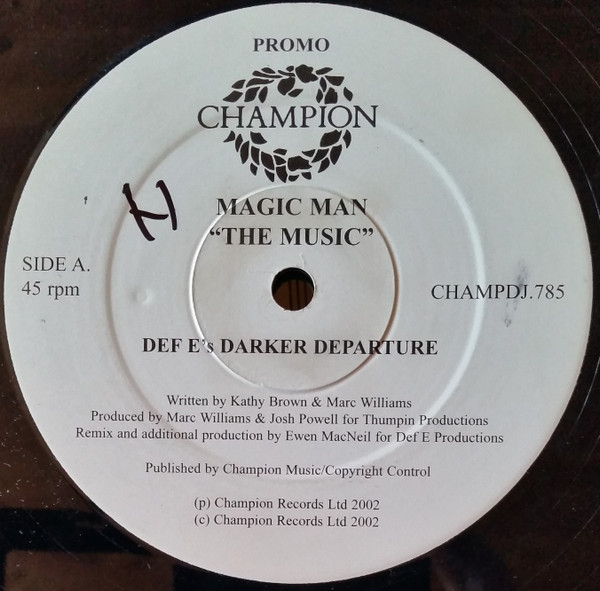 PROMO
CHAMPION
MAGIC MAN
“THE MUSIC”
SIDE A.
45 rpm
CHAMPDJ.785
DEF E's DARKER DEPARTURE
Written by Kathy Brown & Marc Williams
Produced by Marc Williams & Josh Powell for Thumpin Productions
Remix and additional production by Ewen MacNeil for Def E Productions
Published by Champion Music/Copyright Control
(p) Champion Records Ltd 2002
(c) Champion Records Ltd 2002